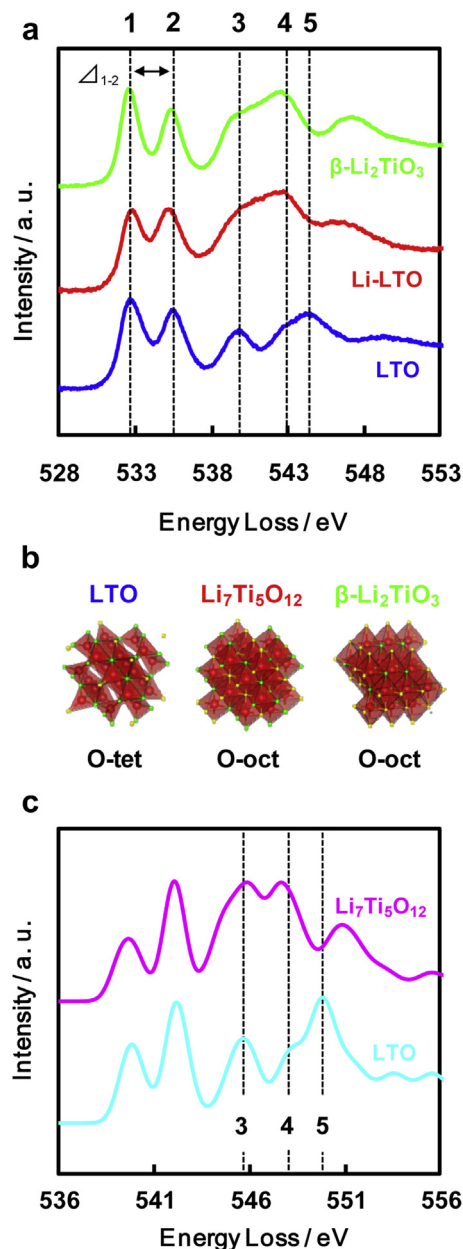 a
1 2 3 4 5
⊿1-2
β-Li2TiO3
Li-LTO
LTO
Intensity / a. u.
528 533 538 543 548 553
Energy Loss / eV
b
LTO Li7Ti5O12 β-Li2TiO3
O-tet O-oct O-oct
c
Li7Ti5O12
LTO
3 4 5
Intensity / a. u.
536 541 546 551 556
Energy Loss / eV